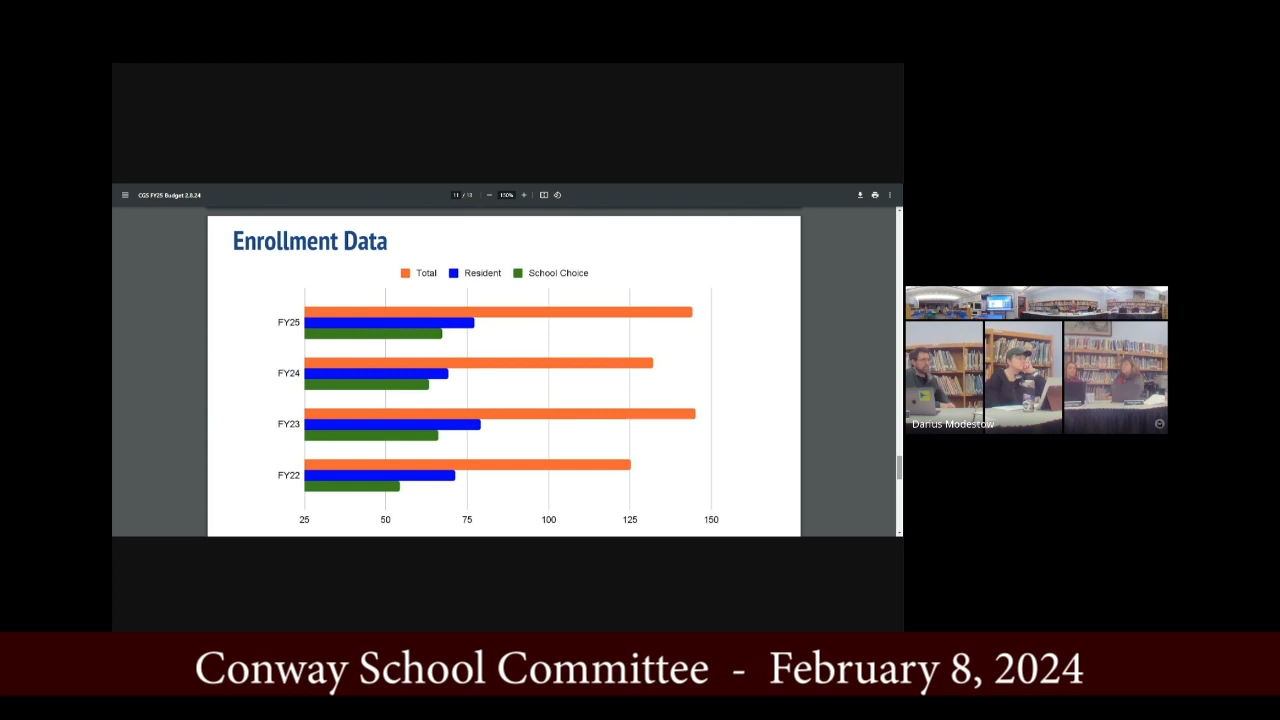 CGS FY25 Budget 2.8.24
11 / 13
150%
Enrollment Data
Total
Resident
School Choice
FY25
FY24
FY23
FY22
25
50
75
100
125
150
Darius Modestow
Conway School Committee - February 8, 2024